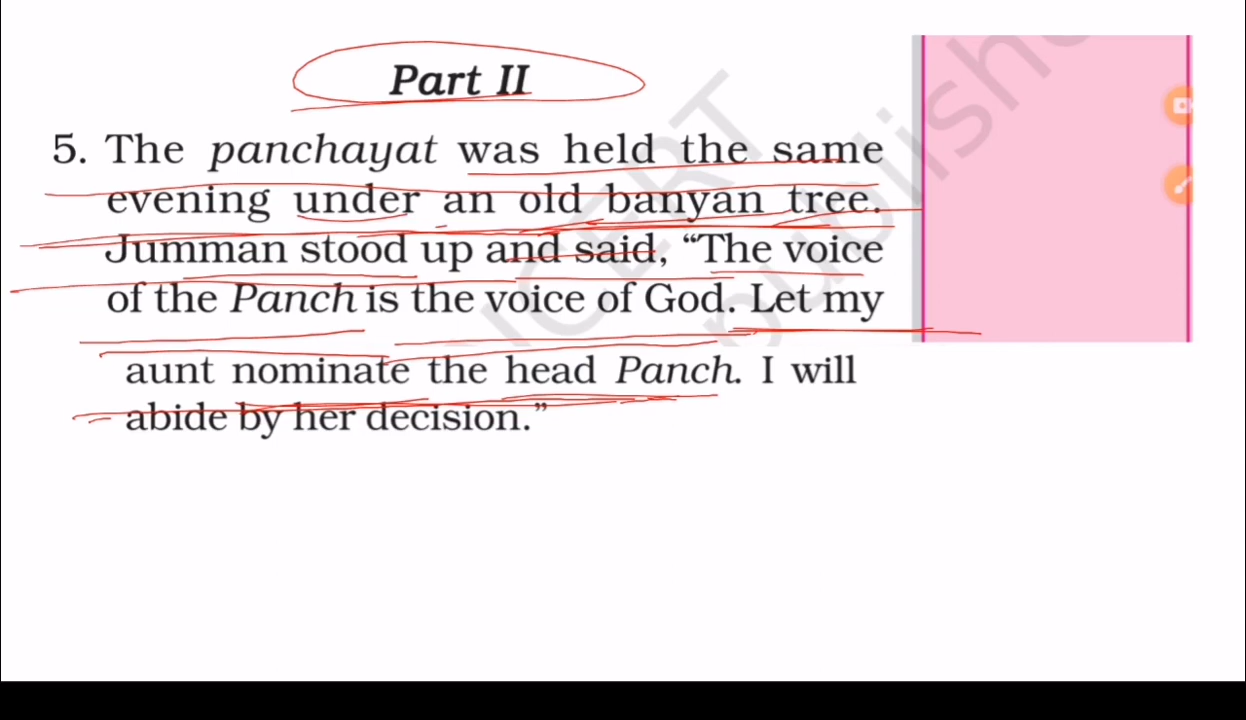 Part II
5. The panchayat was held the same
evening under an old banyan tree.
Jumman stood up and said, “The voice
of the Panch is the voice of God. Let my
aunt nominate the head Panch. I will
abide by her decision.”